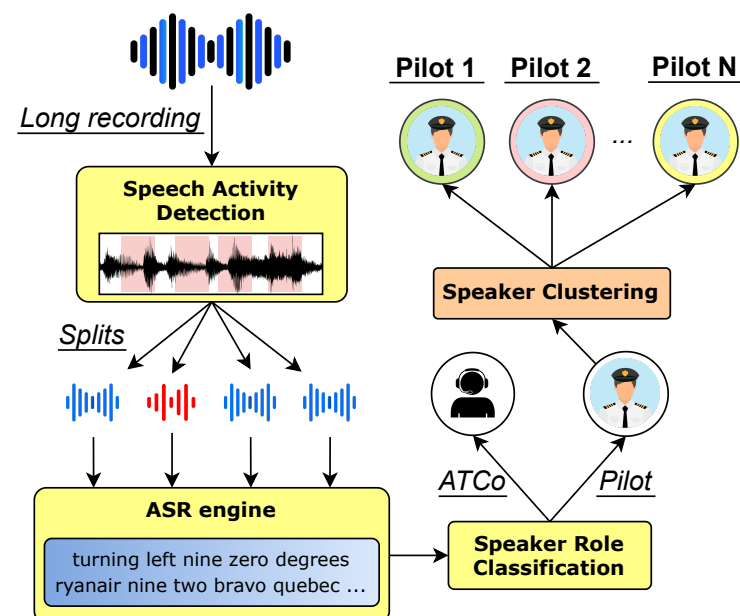 Long recording
Speech Activity
Detection
Splits
ASR engine
turning left nine zero degrees
ryanair nine two bravo quebec ...
Speaker Role
Classification
ATCo
Pilot
Speaker Clustering
Pilot 1
Pilot 2
...
Pilot N